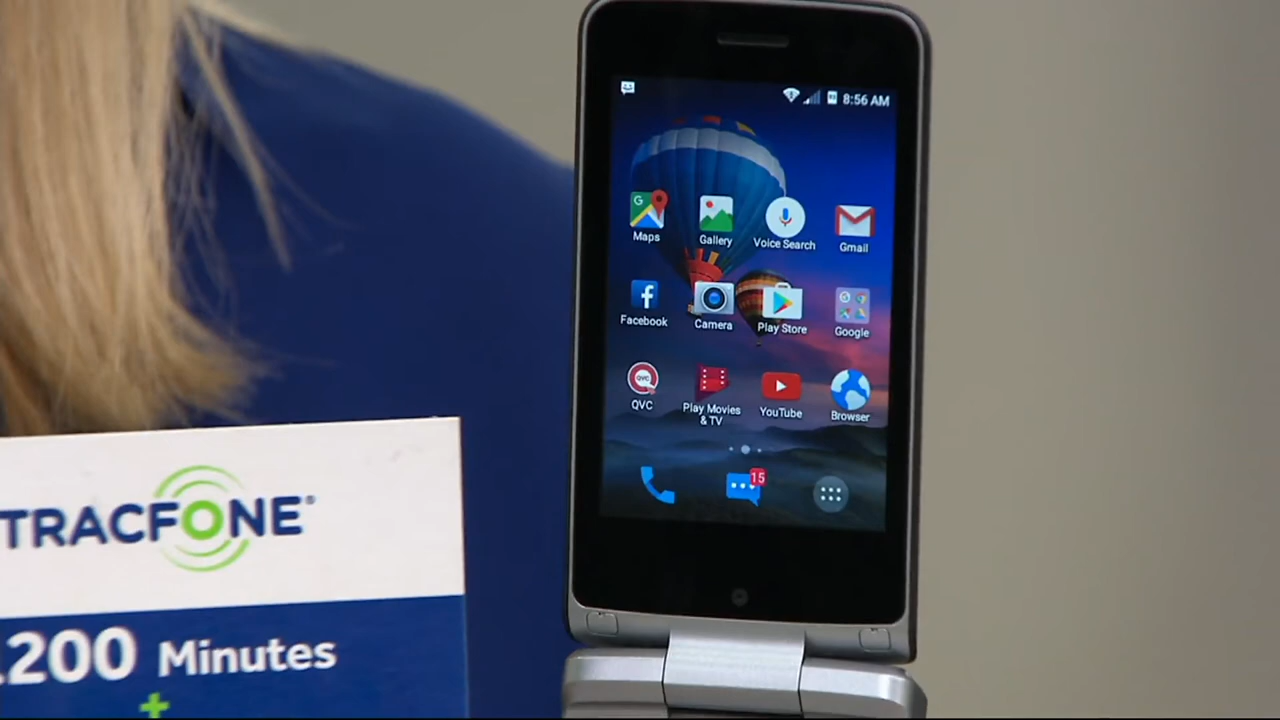 8:56 AM
Maps
Gallery
Voice Search
Gmail
Facebook
Camera
Play Store
Google
QVC
QVC
Play Movies
& TV
YouTube
Browser
15
TRACFONE®
200 Minutes
+